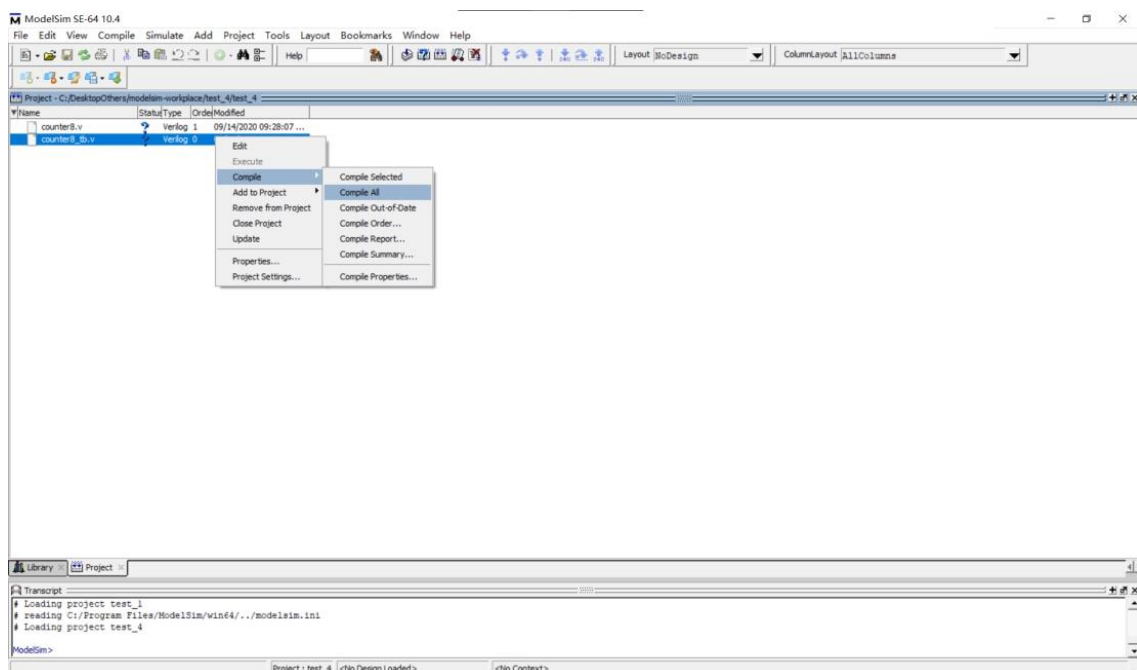 ModelSim SE-64 10.4
File Edit View Compile Simulate Add Project Tools Layout Bookmarks Window Help
Help Layout NoDesign ColumnLayout AllColumns
Project - C:/DesktopOthers/modelsim-workplace/test_4/test_4
Name Statu Type Orde Modified
counter8.v ? Verilog 1 09/14/2020 09:28:07 ...
counter8_tb.v ? Verilog 0
Edit
Execute
Compile Compile Selected
Add to Project Compile All
Remove from Project Compile Out-of-Date
Close Project Compile Order...
Update Compile Report...
Compile Summary...
Properties...
Project Settings... Compile Properties...
Library Project
Transcript
# Loading project test_1
# reading C:/Program Files/ModelSim/win64/../modelsim.ini
# Loading project test_4
ModelSim>
Project : test_4 <No Design Loaded> <No Context>